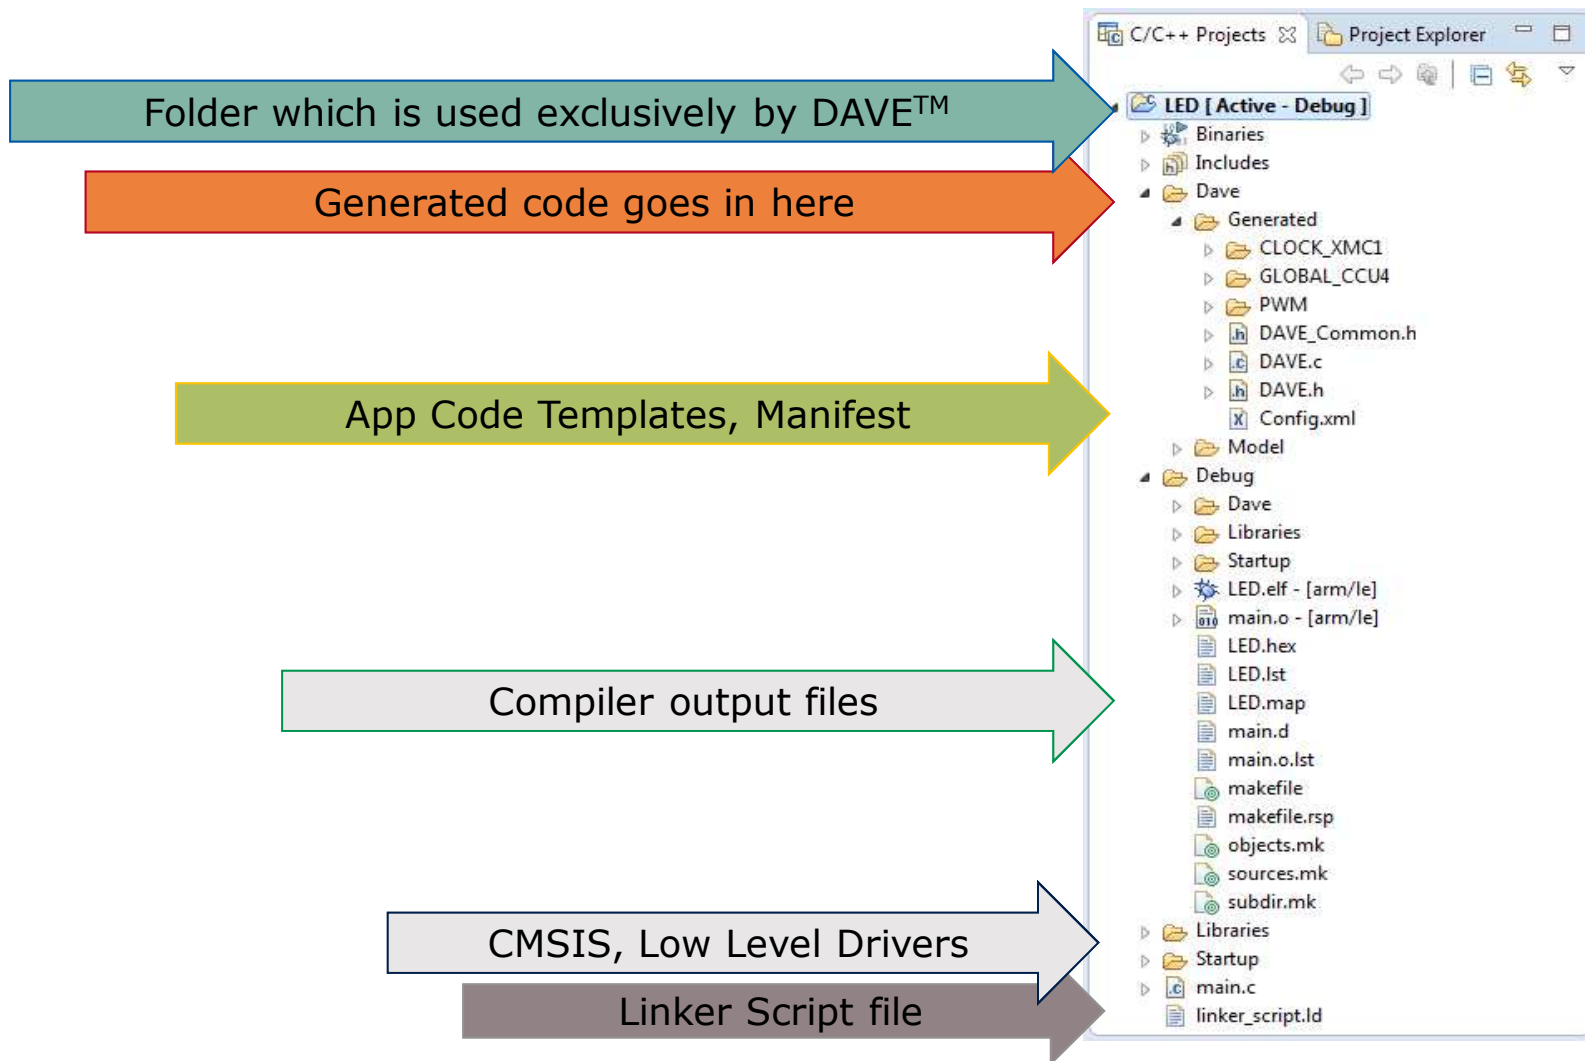 C/C++ Projects Project Explorer
Folder which is used exclusively by DAVE™
LED [ Active - Debug ]
Binaries
Includes
Generated code goes in here
Dave
Generated
CLOCK_XMC1
GLOBAL_CCU4
PWM
DAVE_Common.h
DAVE.c
DAVE.h
App Code Templates, Manifest
Config.xml
Model
Debug
Dave
Libraries
Startup
LED.elf - [arm/le]
main.o - [arm/le]
LED.hex
LED.lst
Compiler output files
LED.map
main.d
main.o.lst
makefile
makefile.rsp
objects.mk
sources.mk
subdir.mk
CMSIS, Low Level Drivers
Libraries
Startup
main.c
Linker Script file
linker_script.ld